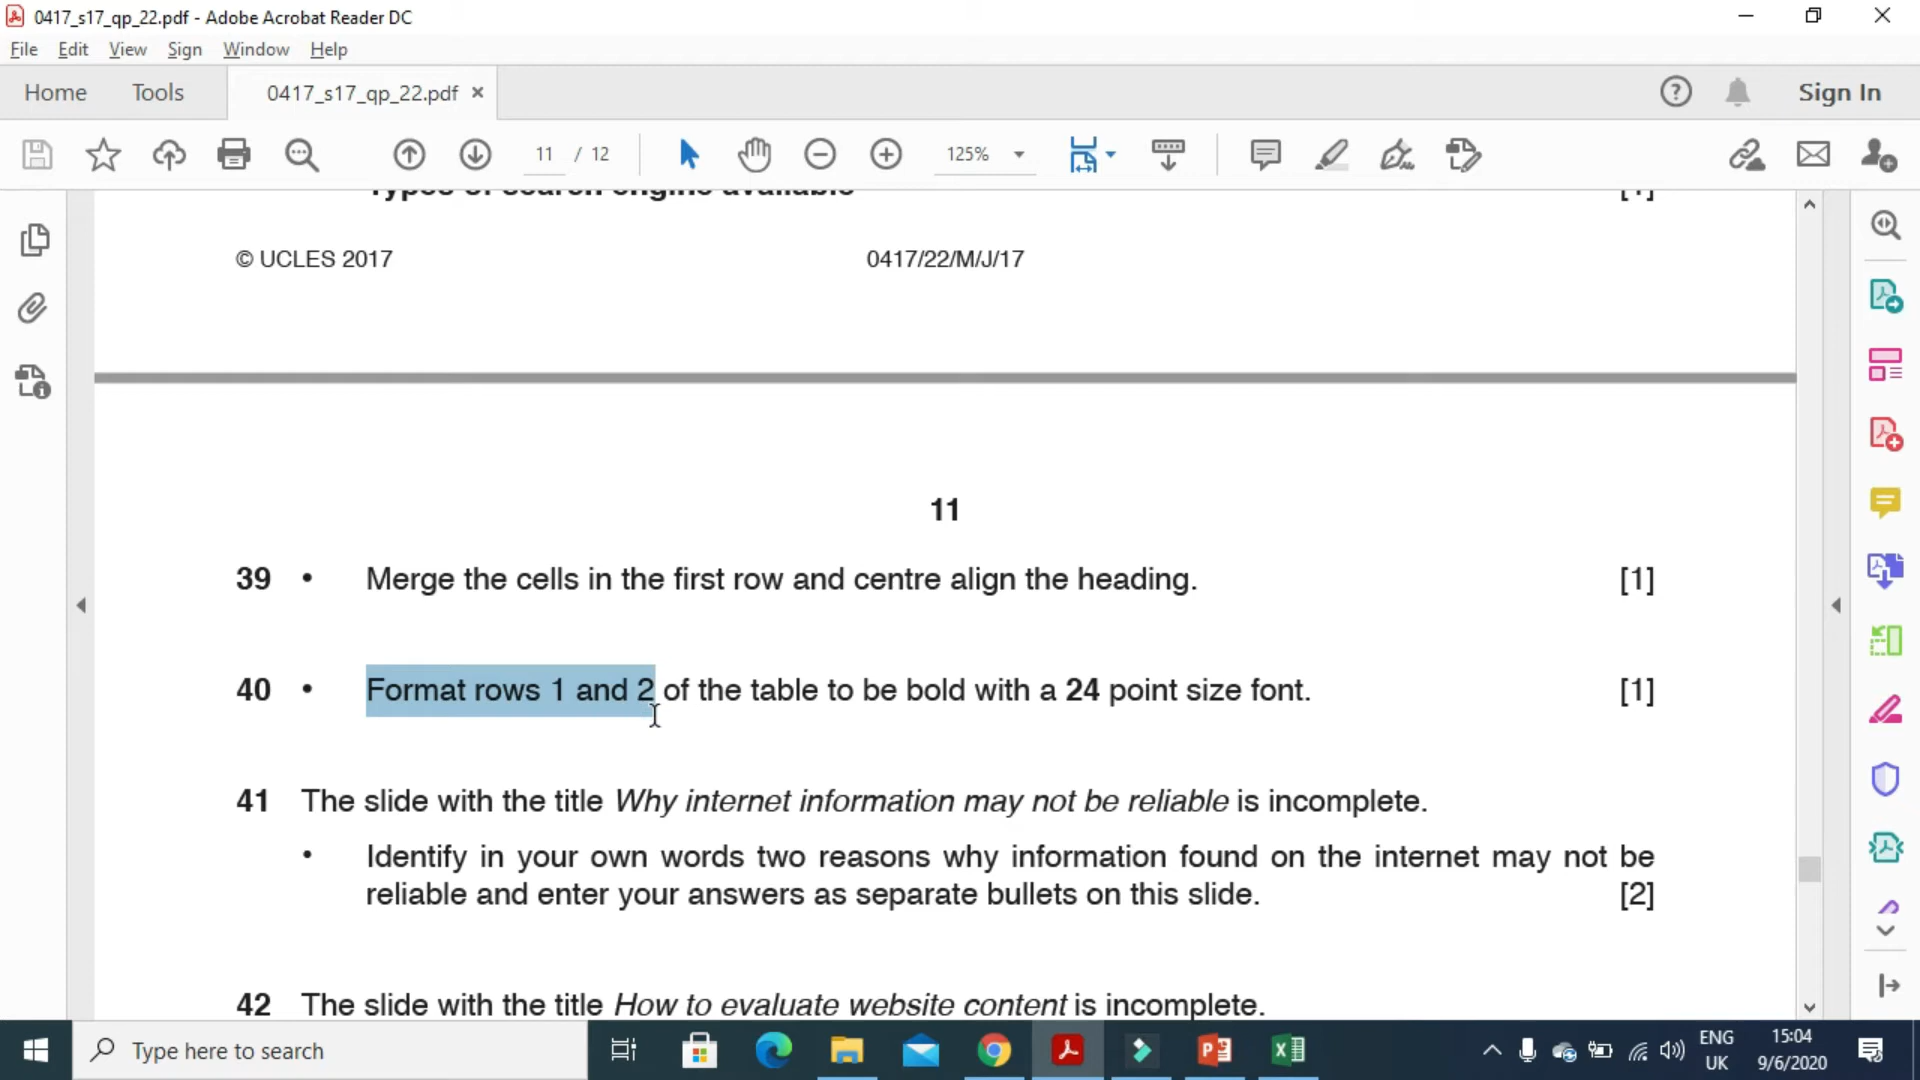 0417_s17_qp_22.pdf - Adobe Acrobat Reader DC
File Edit View Sign Window Help
Home Tools 0417_s17_qp_22.pdf × Sign In
11 / 12 125%
Types of search engine available [1]
© UCLES 2017 0417/22/M/J/17
11
39 • Merge the cells in the first row and centre align the heading. [1]
40 • Format rows 1 and 2 of the table to be bold with a 24 point size font. [1]
41 The slide with the title Why internet information may not be reliable is incomplete.
• Identify in your own words two reasons why information found on the internet may not be
reliable and enter your answers as separate bullets on this slide. [2]
42 The slide with the title How to evaluate website content is incomplete.
Type here to search
ENG
UK
15:04
9/6/2020